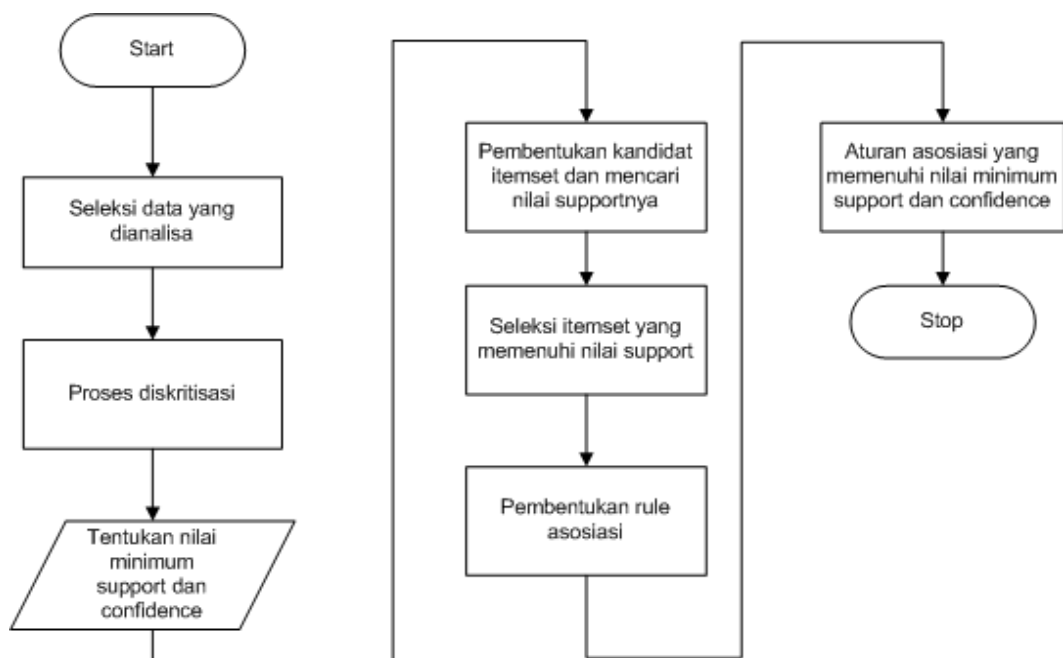 Start
Seleksi data yang
dianalisa
Proses diskritisasi
Tentukan nilai
minimum
support dan
confidence
Pembentukan kandidat
itemset dan mencari
nilai supportnya
Seleksi itemset yang
memenuhi nilai support
Pembentukan rule
asosiasi
Aturan asosiasi yang
memenuhi nilai minimum
support dan confidence
Stop